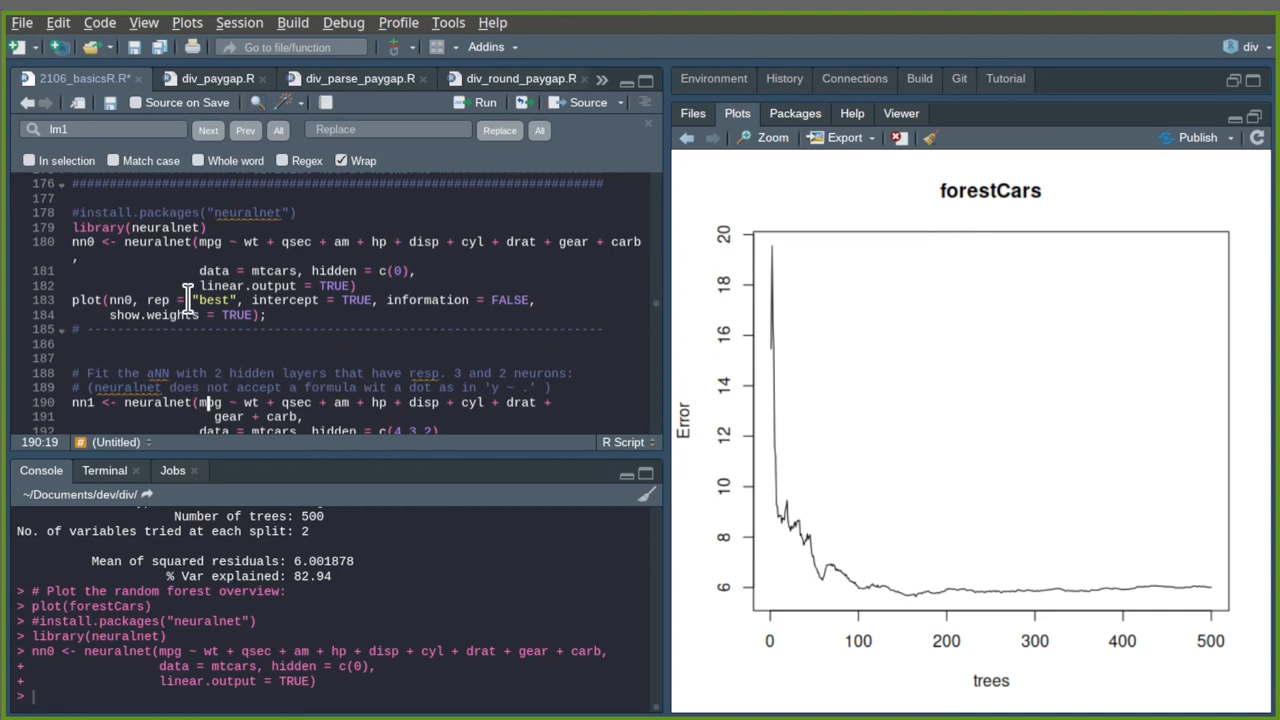 File Edit Code View Plots Session Build Debug Profile Tools Help
Go to file/function Addins div
2106_basicsR.R* div_paygap.R div_parse_paygap.R div_round_paygap.R
Source on Save Run Source
lm1 Next Prev All Replace Replace All
In selection Match case Whole word Regex Wrap
176 #######################################################################
177
178 #install.packages("neuralnet")
179 library(neuralnet)
180 nn0 <- neuralnet(mpg ~ wt + qsec + am + hp + disp + cyl + drat + gear + carb
,
181 data = mtcars, hidden = c(0),
182 linear.output = TRUE)
183 plot(nn0, rep = "best", intercept = TRUE, information = FALSE,
184 show.weights = TRUE);
185 # ---------------------------------------------------------------------
186
187
188 # Fit the aNN with 2 hidden layers that have resp. 3 and 2 neurons:
189 # (neuralnet does not accept a formula wit a dot as in 'y ~ .' )
190 nn1 <- neuralnet(mpg ~ wt + qsec + am + hp + disp + cyl + drat +
191 gear + carb,
192 data = mtcars, hidden = c(4,3,2)
190:19 (Untitled) R Script
Console Terminal Jobs
~/Documents/dev/div/
Number of trees: 500
No. of variables tried at each split: 2
Mean of squared residuals: 6.001878
% Var explained: 82.94
> # Plot the random forest overview:
> plot(forestCars)
> #install.packages("neuralnet")
> library(neuralnet)
> nn0 <- neuralnet(mpg ~ wt + qsec + am + hp + disp + cyl + drat + gear + carb,
+ data = mtcars, hidden = c(0),
+ linear.output = TRUE)
>
Environment History Connections Build Git Tutorial
Files Plots Packages Help Viewer
Zoom Export Publish
forestCars
20
18
16
14
12
10
8
6
Error
0 100 200 300 400 500
trees